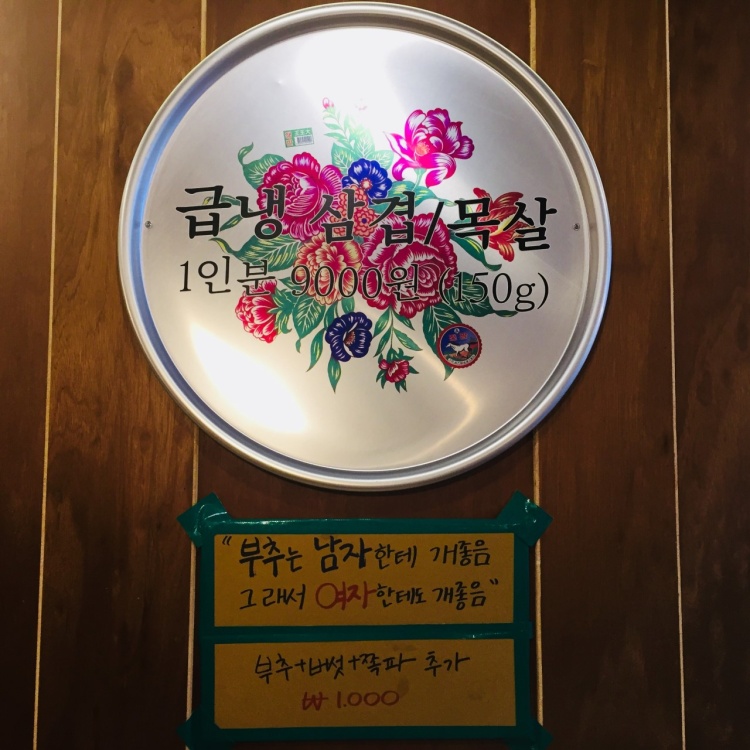 급냉 삼겹/목살
1인분 9000원 (150g)
"부추는 남자한테 개좋음
그래서 여자한테도 개좋음"
부추+버섯+쪽파 추가
₩ 1.000